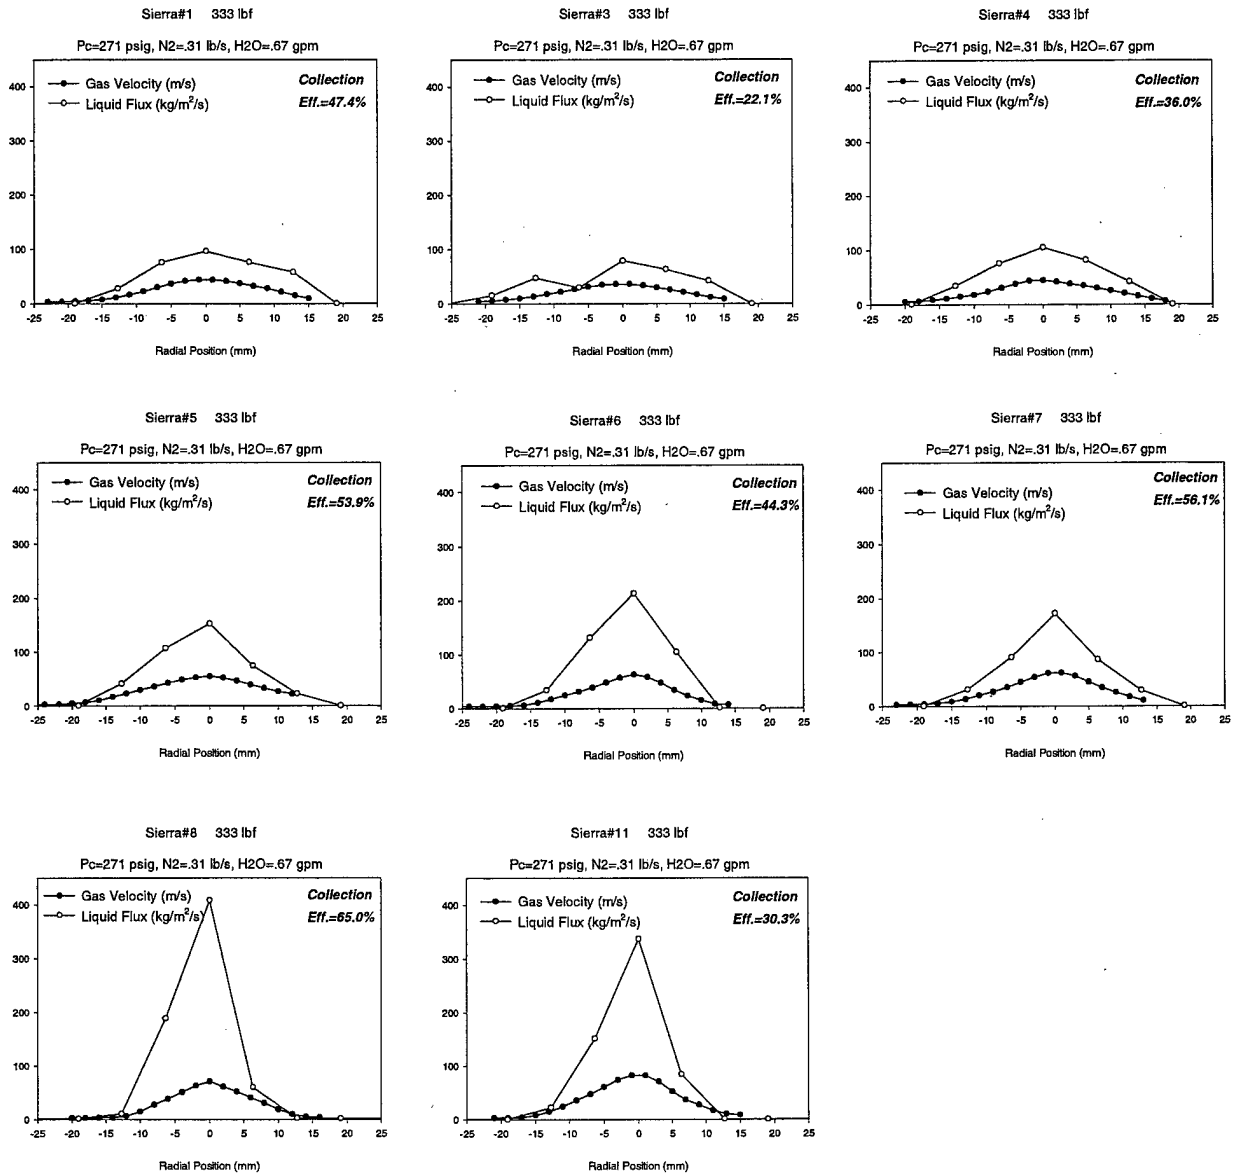 Sierra#1 333 lbf
Pc=271 psig, N2=.31 lb/s, H2O=.67 gpm
Gas Velocity (m/s)
Liquid Flux (kg/m²/s)
Collection
Eff.=47.4%
400
300
200
100
0
-25 -20 -15 -10 -5 0 5 10 15 20 25
Radial Position (mm)
Sierra#3 333 lbf
Pc=271 psig, N2=.31 lb/s, H2O=.67 gpm
Gas Velocity (m/s)
Liquid Flux (kg/m²/s)
Collection
Eff.=22.1%
400
300
200
100
0
-25 -20 -15 -10 -5 0 5 10 15 20 25
Radial Position (mm)
Sierra#4 333 lbf
Pc=271 psig, N2=.31 lb/s, H2O=.67 gpm
Gas Velocity (m/s)
Liquid Flux (kg/m²/s)
Collection
Eff.=36.0%
400
300
200
100
0
-25 -20 -15 -10 -5 0 5 10 15 20 25
Radial Position (mm)
Sierra#5 333 lbf
Pc=271 psig, N2=.31 lb/s, H2O=.67 gpm
Gas Velocity (m/s)
Liquid Flux (kg/m²/s)
Collection
Eff.=53.9%
400
300
200
100
0
-25 -20 -15 -10 -5 0 5 10 15 20 25
Radial Position (mm)
Sierra#6 333 lbf
Pc=271 psig, N2=.31 lb/s, H2O=.67 gpm
Gas Velocity (m/s)
Liquid Flux (kg/m²/s)
Collection
Eff.=44.3%
400
300
200
100
0
-25 -20 -15 -10 -5 0 5 10 15 20 25
Radial Position (mm)
Sierra#7 333 lbf
Pc=271 psig, N2=.31 lb/s, H2O=.67 gpm
Gas Velocity (m/s)
Liquid Flux (kg/m²/s)
Collection
Eff.=56.1%
400
300
200
100
0
-25 -20 -15 -10 -5 0 5 10 15 20 25
Radial Position (mm)
Sierra#8 333 lbf
Pc=271 psig, N2=.31 lb/s, H2O=.67 gpm
Gas Velocity (m/s)
Liquid Flux (kg/m²/s)
Collection
Eff.=65.0%
400
300
200
100
0
-25 -20 -15 -10 -5 0 5 10 15 20 25
Radial Position (mm)
Sierra#11 333 lbf
Pc=271 psig, N2=.31 lb/s, H2O=.67 gpm
Gas Velocity (m/s)
Liquid Flux (kg/m²/s)
Collection
Eff.=30.3%
400
300
200
100
0
-25 -20 -15 -10 -5 0 5 10 15 20 25
Radial Position (mm)